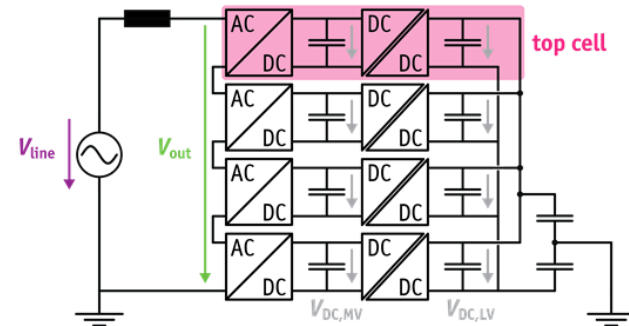 AC DC DC DC top cell
AC DC DC DC
V_line V_out
AC DC DC DC
AC DC DC DC
V_DC,MV V_DC,LV